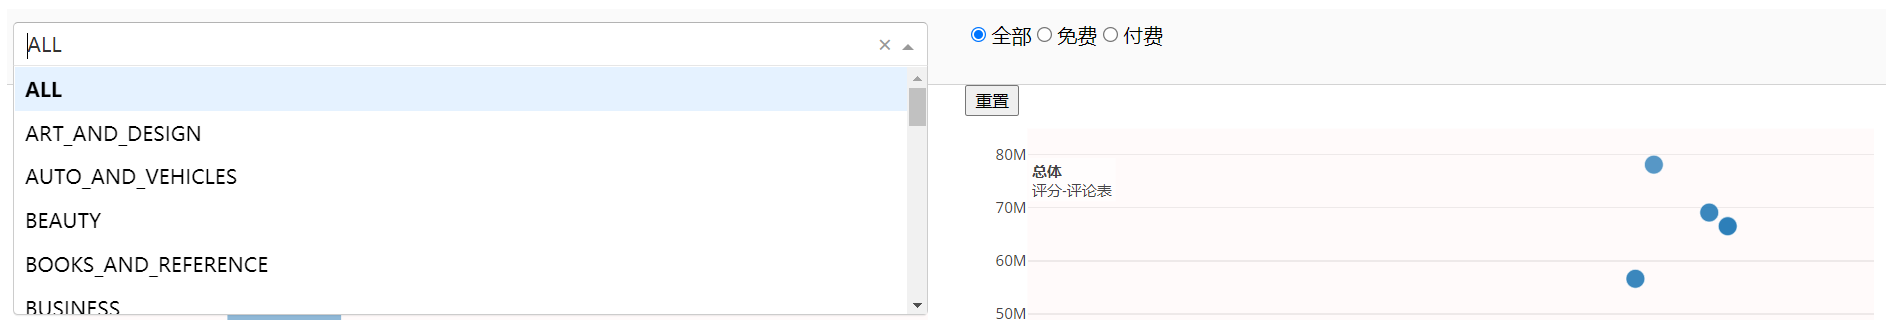 ALL
ALL
ART_AND_DESIGN
AUTO_AND_VEHICLES
BEAUTY
BOOKS_AND_REFERENCE
BUSINESS
全部 免费 付费
重置
80M
总体
评分-评论表
70M
60M
50M